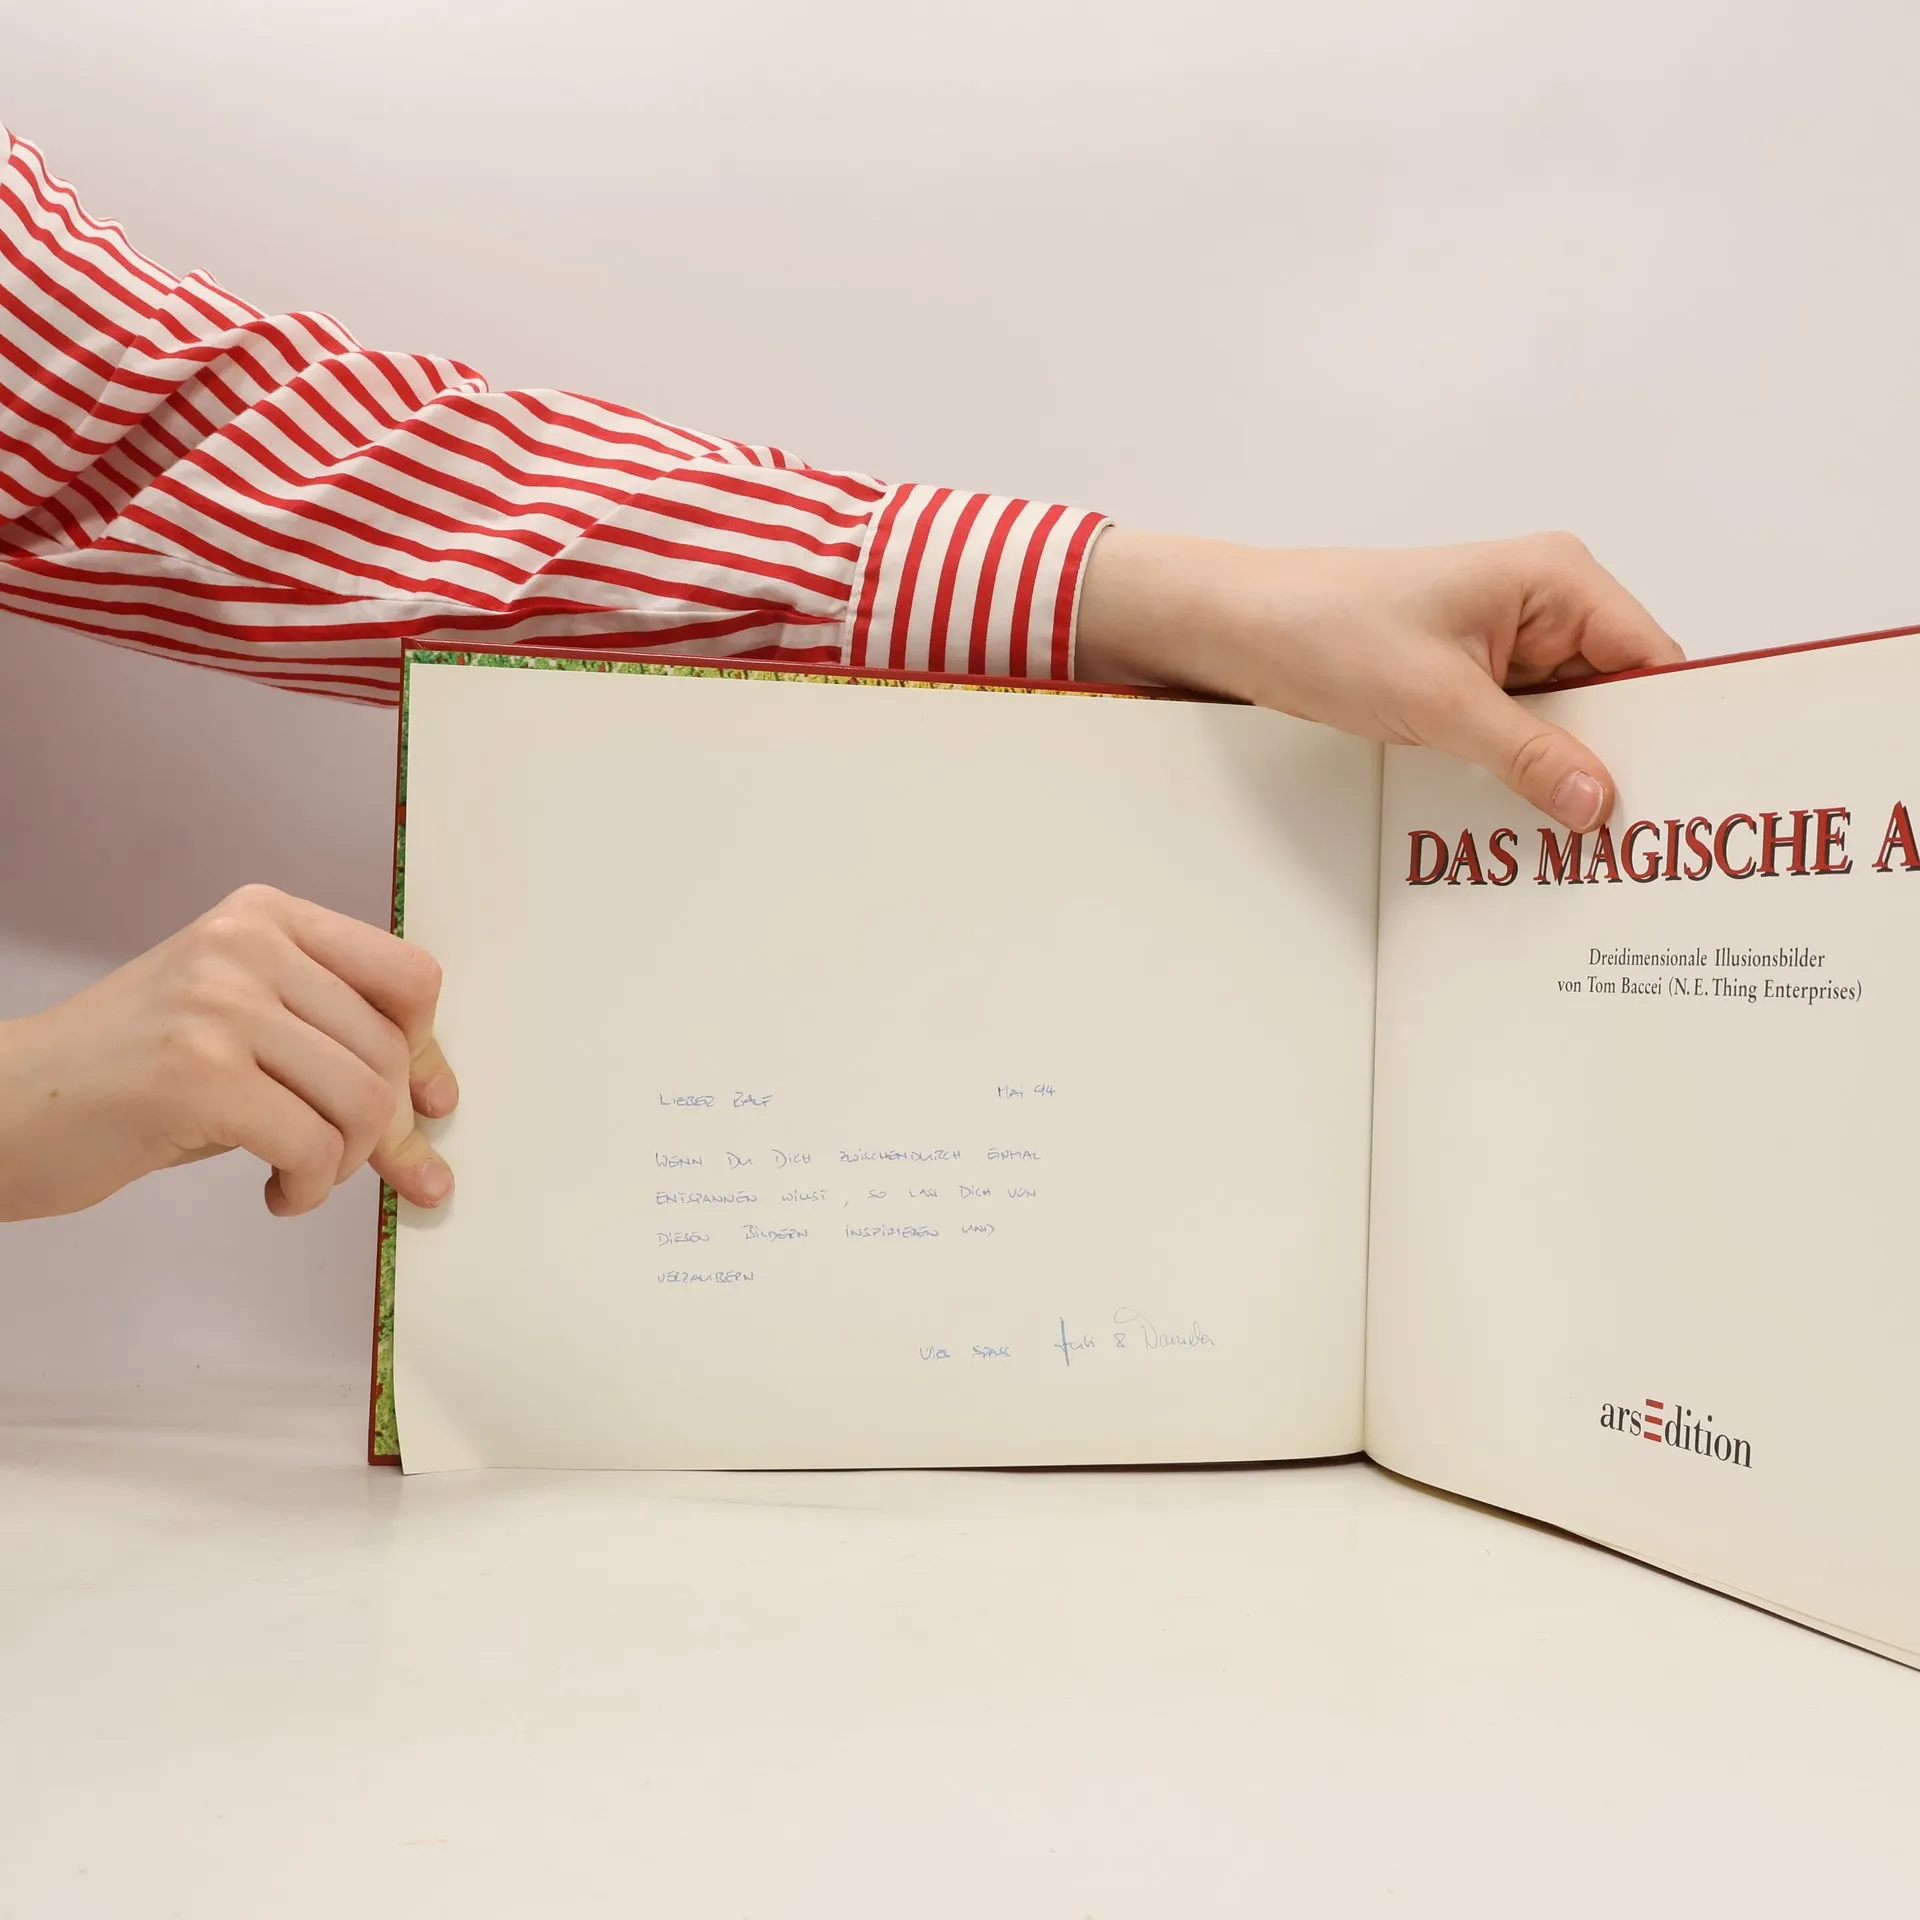 LIEBER RALF
MAI 94
WENN DU DICH ZWISCHENDURCH EINMAL
ENTSPANNEN WILLST, SO LASS DICH VON
DIESEN BILDERN INSPIRIEREN UND
VERZAUBERN
VIEL SPASS & Daniela
DAS MAGISCHE A
Dreidimensionale Illusionsbilder
von Tom Baccei (N.E. Thing Enterprises)
arsEdition